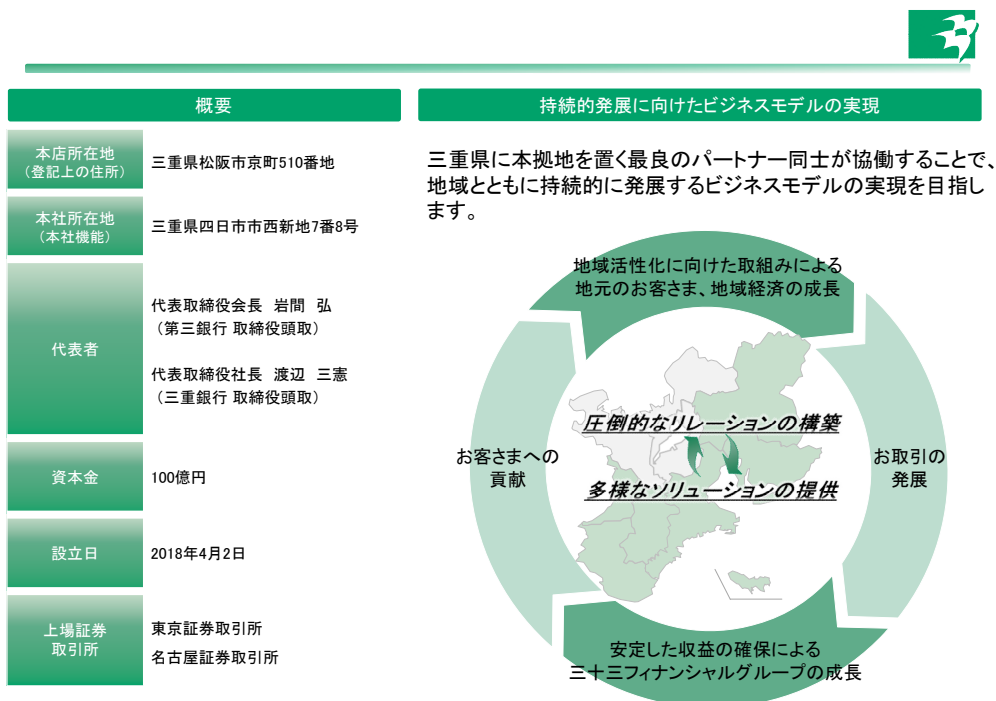 概要
本店所在地
（登記上の住所）
三重県松阪市京町510番地
本社所在地
（本社機能）
三重県四日市市西新地7番8号
代表者
代表取締役会長　岩間　弘
（第三銀行 取締役頭取）
代表取締役社長　渡辺　三憲
（三重銀行 取締役頭取）
資本金
100億円
設立日
2018年4月2日
上場証券
取引所
東京証券取引所
名古屋証券取引所
持続的発展に向けたビジネスモデルの実現
三重県に本拠地を置く最良のパートナー同士が協働することで、
地域とともに持続的に発展するビジネスモデルの実現を目指し
ます。
地域活性化に向けた取組みによる
地元のお客さま、地域経済の成長
圧倒的なリレーションの構築
お客さまへの
貢献
お取引の
発展
多様なソリューションの提供
安定した収益の確保による
三十三フィナンシャルグループの成長